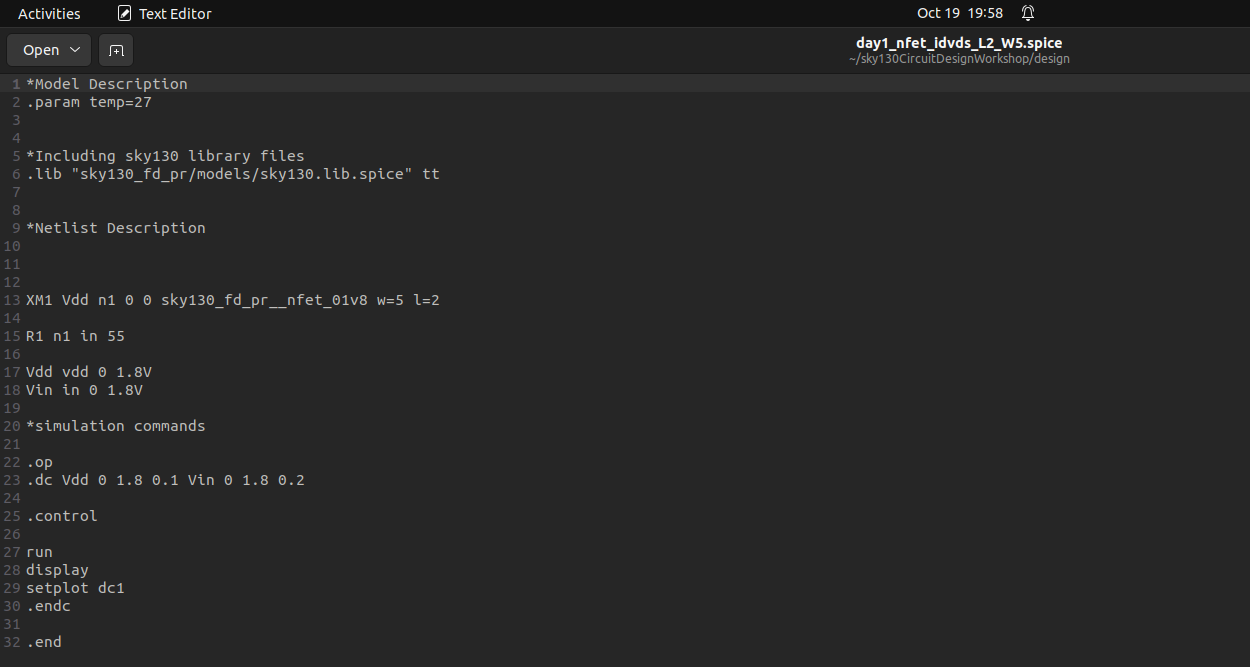 Activities Text Editor Oct 19 19:58
Open day1_nfet_idvds_L2_W5.spice
~/sky130CircuitDesignWorkshop/design
1 *Model Description
2 .param temp=27
3
4
5 *Including sky130 library files
6 .lib "sky130_fd_pr/models/sky130.lib.spice" tt
7
8
9 *Netlist Description
10
11
12
13 XM1 Vdd n1 0 0 sky130_fd_pr__nfet_01v8 w=5 l=2
14
15 R1 n1 in 55
16
17 Vdd vdd 0 1.8V
18 Vin in 0 1.8V
19
20 *simulation commands
21
22 .op
23 .dc Vdd 0 1.8 0.1 Vin 0 1.8 0.2
24
25 .control
26
27 run
28 display
29 setplot dc1
30 .endc
31
32 .end